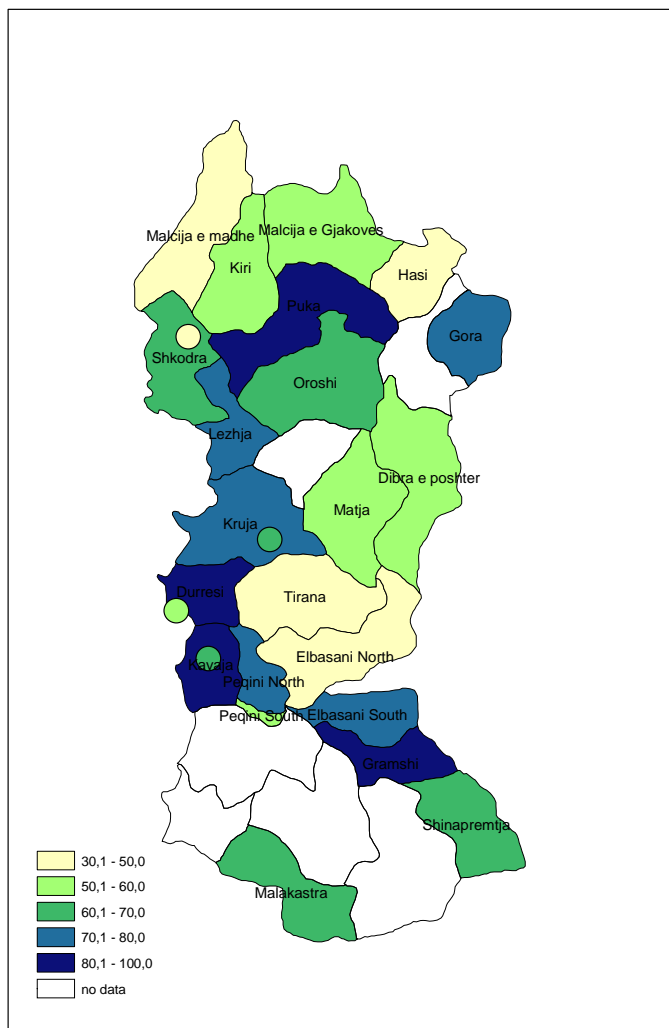 Malcija e madhe
Malcija e Gjakoves
Kiri
Hasi
Puka
Gora
Shkodra
Oroshi
Lezhja
Dibra e poshter
Matja
Kruja
Durresi
Tirana
Elbasani North
Kavaja
Peqini North
Peqini South
Elbasani South
Gramshi
Shinapremtja
Malakastra
30,1 - 50,0
50,1 - 60,0
60,1 - 70,0
70,1 - 80,0
80,1 - 100,0
no data